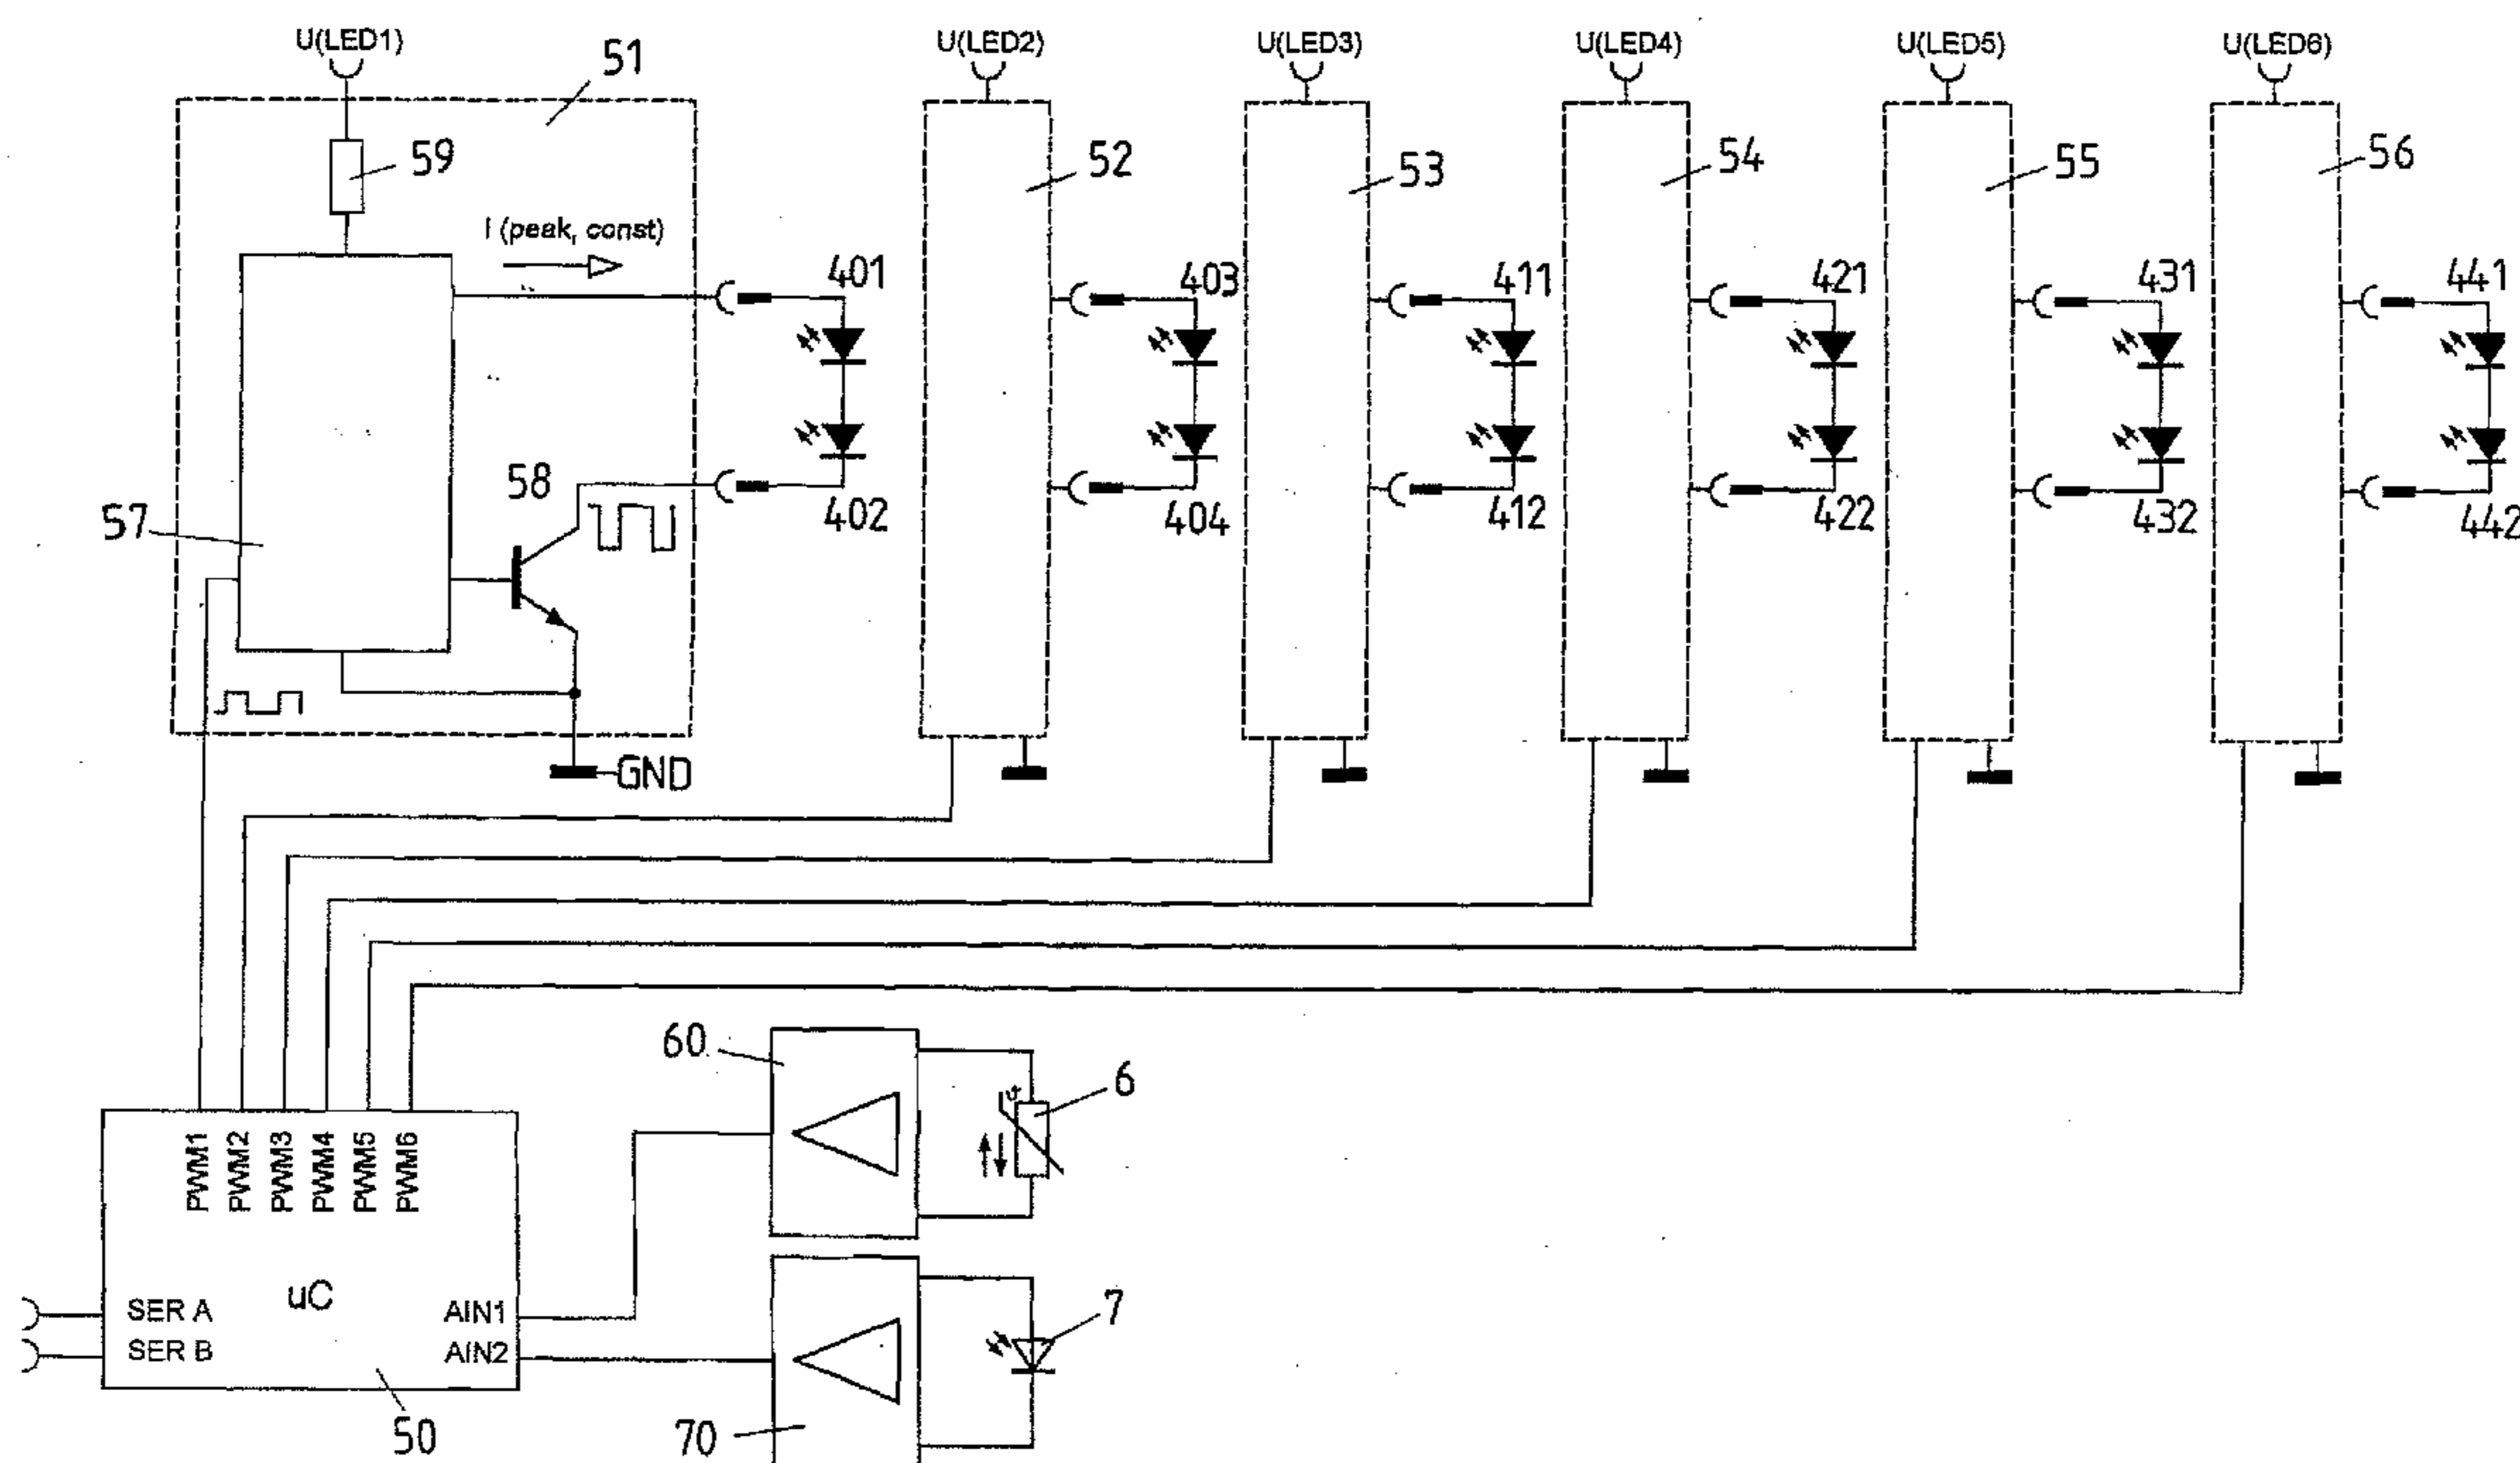 U(LED1)
U(LED2)
U(LED3)
U(LED4)
U(LED5)
U(LED6)
51
59
52
53
54
55
56
I (peak, const)
401
403
411
421
431
441
58
57
402
404
412
422
432
442
GND
60
6
ϑ
PWM1
PWM2
PWM3
PWM4
PWM5
PWM6
uC
SER A
AIN1
SER B
AIN2
7
50
70